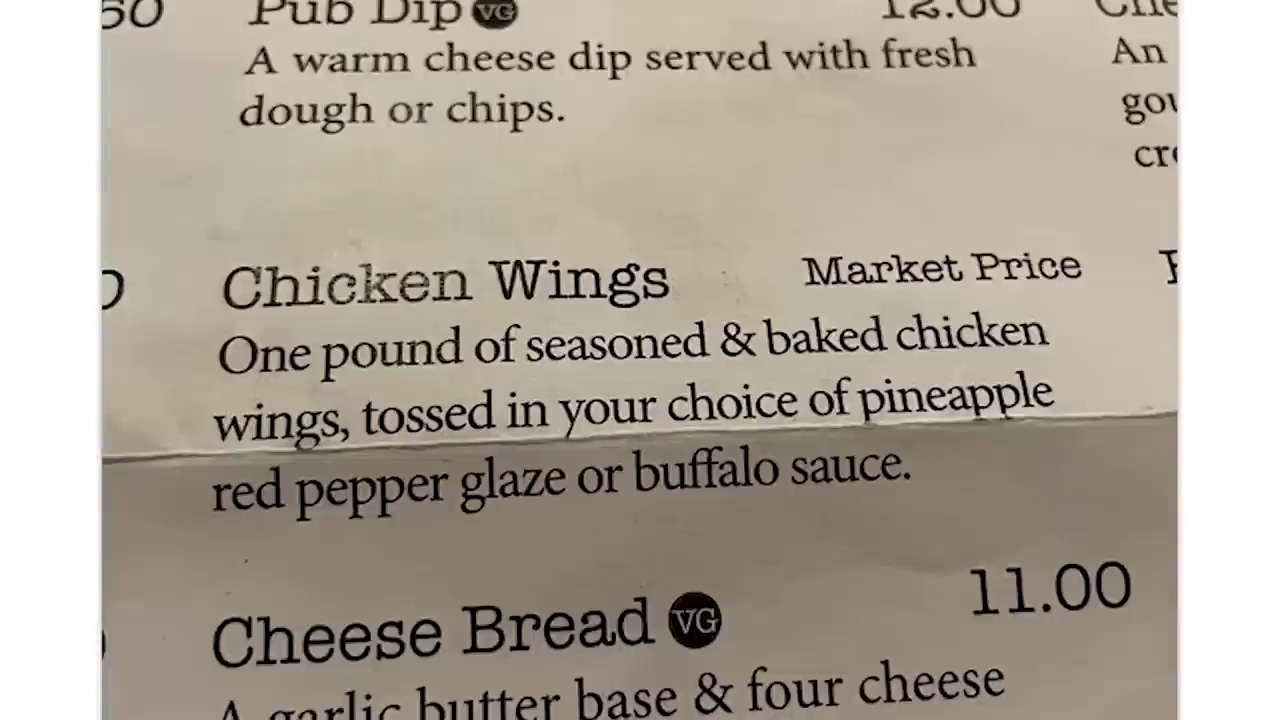 50 Pub Dip VG 12.00
A warm cheese dip served with fresh An
dough or chips.
Chicken Wings Market Price
One pound of seasoned & baked chicken
wings, tossed in your choice of pineapple
red pepper glaze or buffalo sauce.
Cheese Bread VG 11.00
A garlic butter base & four cheese